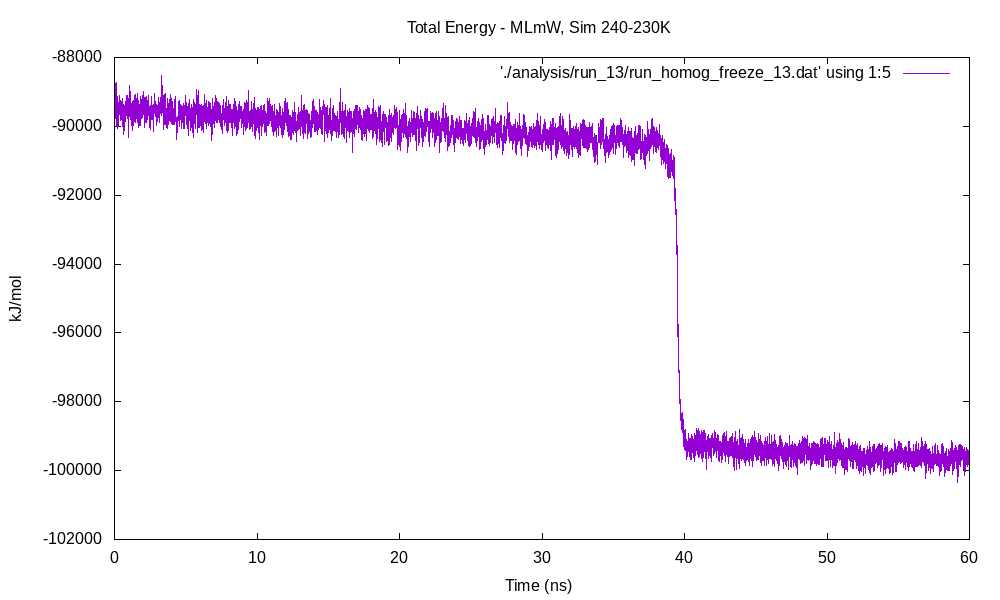 Total Energy - MLmW, Sim 240-230K
'./analysis/run_13/run_homog_freeze_13.dat' using 1:5
-88000
-90000
-92000
-94000
-96000
-98000
-100000
-102000
kJ/mol
0 10 20 30 40 50 60
Time (ns)